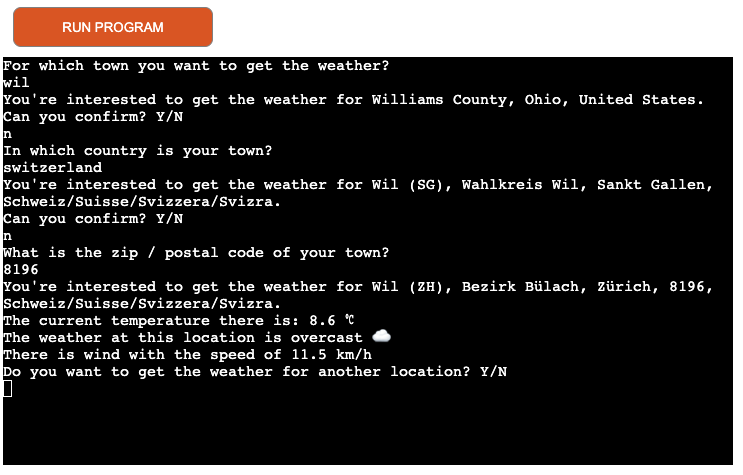 RUN PROGRAM
For which town you want to get the weather?
wil
You're interested to get the weather for Williams County, Ohio, United States.
Can you confirm? Y/N
n
In which country is your town?
switzerland
You're interested to get the weather for Wil (SG), Wahlkreis Wil, Sankt Gallen,
Schweiz/Suisse/Svizzera/Svizra.
Can you confirm? Y/N
n
What is the zip / postal code of your town?
8196
You're interested to get the weather for Wil (ZH), Bezirk Bülach, Zürich, 8196,
Schweiz/Suisse/Svizzera/Svizra.
The current temperature there is: 8.6 ℃
The weather at this location is overcast ☁️
There is wind with the speed of 11.5 km/h
Do you want to get the weather for another location? Y/N